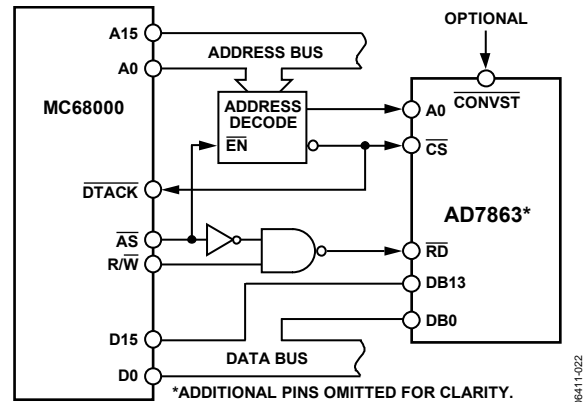 OPTIONAL
A15
ADDRESS BUS
A0
MC68000
ADDRESS
DECODE
EN
A0
CONVST
CS
DTACK
AD7863*
AS
R/W
RD
DB13
DB0
D15
DATA BUS
D0
*ADDITIONAL PINS OMITTED FOR CLARITY.
06411-022